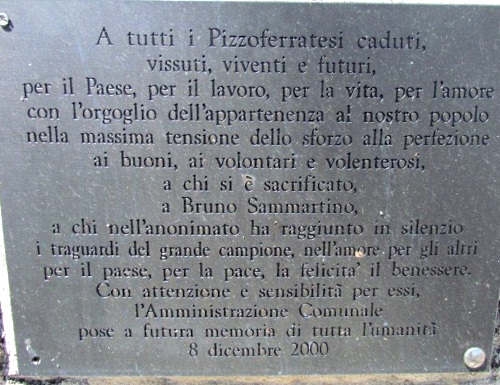 A tutti i Pizzoferratesi caduti,
vissuti, viventi e futuri,
per il Paese, per il lavoro, per la vita, per l'amore
con l'orgoglio dell'appartenenza al nostro popolo
nella massima tensione dello sforzo alla perfezione
ai buoni, ai volontari e volenterosi,
a chi si è sacrificato,
a Bruno Sammartino,
a chi nell'anonimato ha raggiunto in silenzio
i traguardi del grande campione, nell'amore per gli altri
per il paese, per la pace, la felicita' il benessere.
Con attenzione e sensibilità per essi,
l'Amministrazione Comunale
pose a futura memoria di tutta l'umanità
8 dicembre 2000